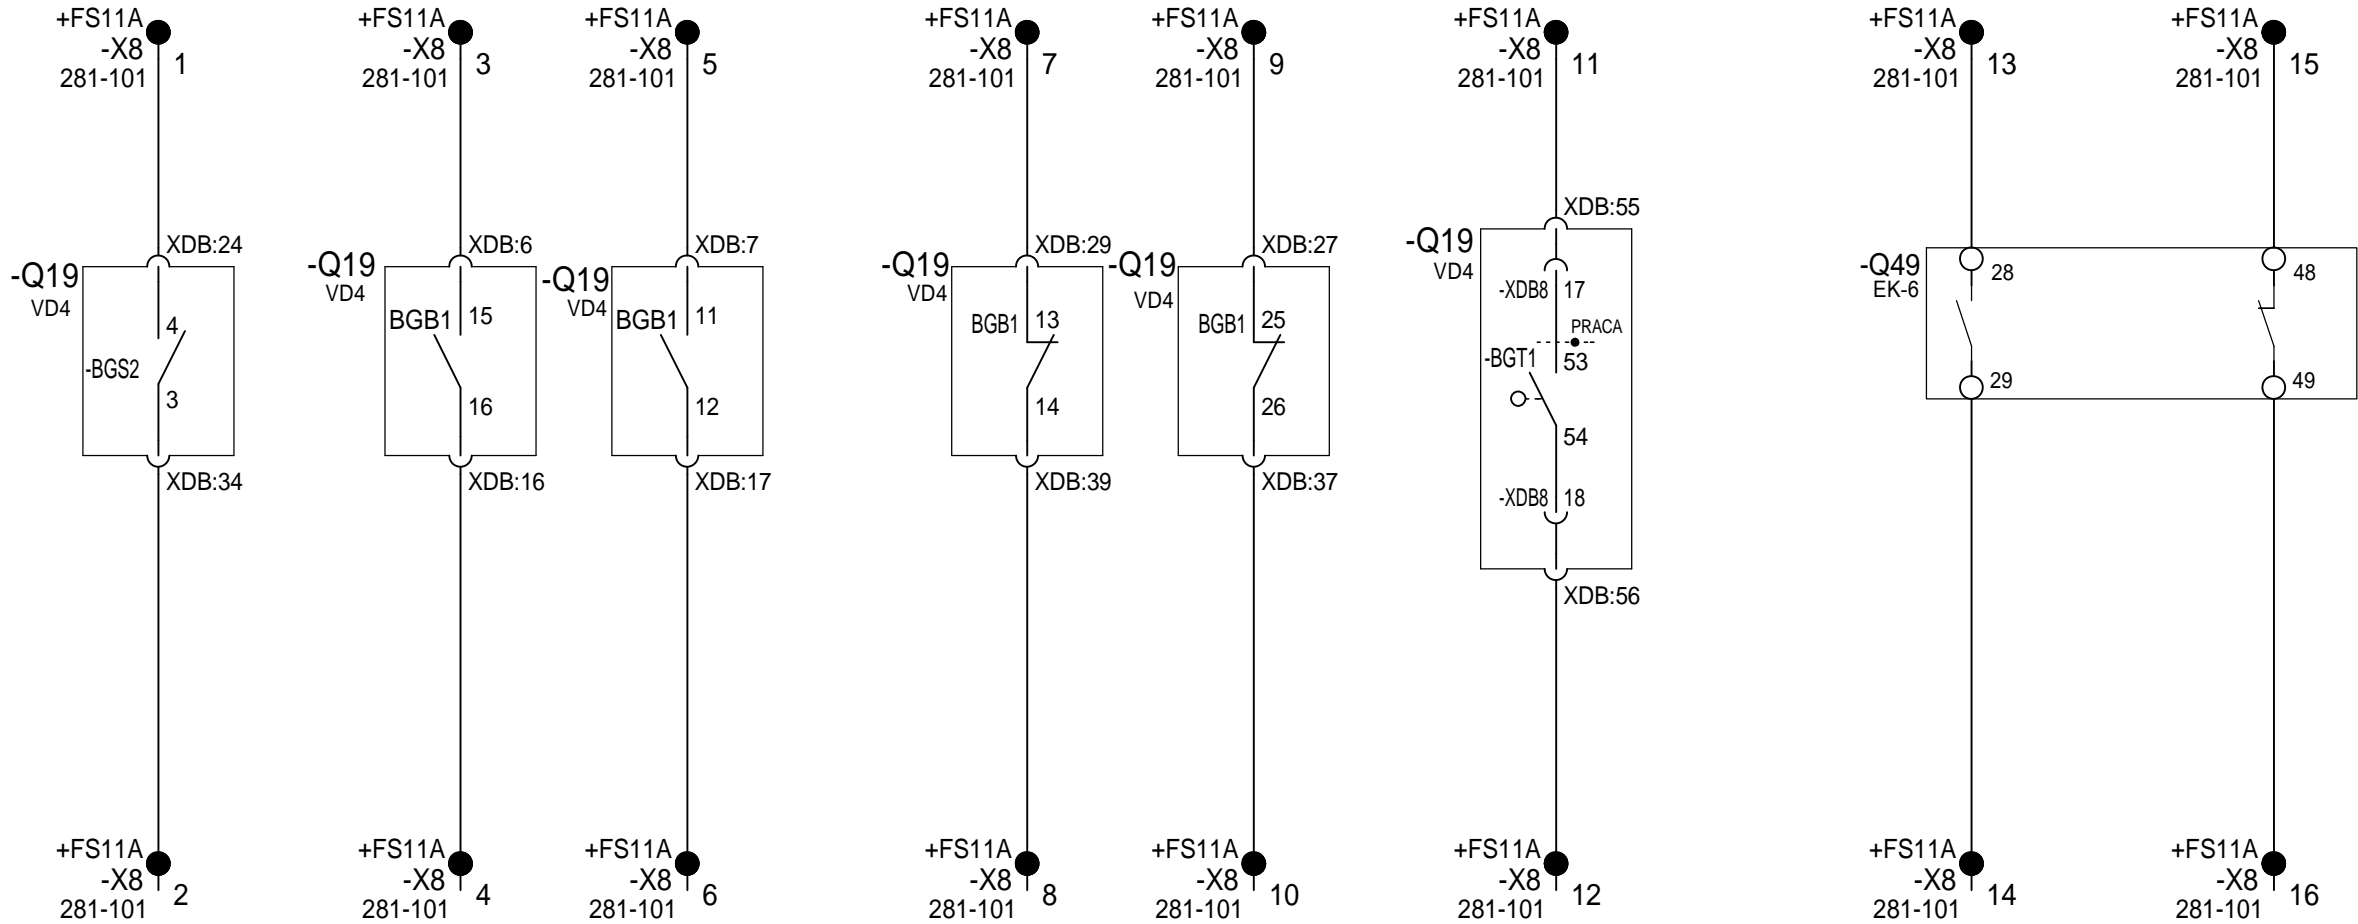 +FS11A
-X8
281-101
1
+FS11A
-X8
281-101
3
+FS11A
-X8
281-101
5
+FS11A
-X8
281-101
7
+FS11A
-X8
281-101
9
+FS11A
-X8
281-101
11
+FS11A
-X8
281-101
13
+FS11A
-X8
281-101
15
XDB:24
-Q19
VD4
4
-BGS2
3
XDB:34
XDB:6
-Q19
VD4
BGB1
15
16
XDB:16
XDB:7
-Q19
VD4
BGB1
11
12
XDB:17
XDB:29
-Q19
VD4
BGB1
13
14
XDB:39
XDB:27
-Q19
VD4
BGB1
25
26
XDB:37
XDB:55
-Q19
VD4
-XDB8
17
PRACA
-BGT1
53
54
-XDB8
18
XDB:56
-Q49
EK-6
28
29
48
49
+FS11A
-X8
281-101
2
+FS11A
-X8
281-101
4
+FS11A
-X8
281-101
6
+FS11A
-X8
281-101
8
+FS11A
-X8
281-101
10
+FS11A
-X8
281-101
12
+FS11A
-X8
281-101
14
+FS11A
-X8
281-101
16